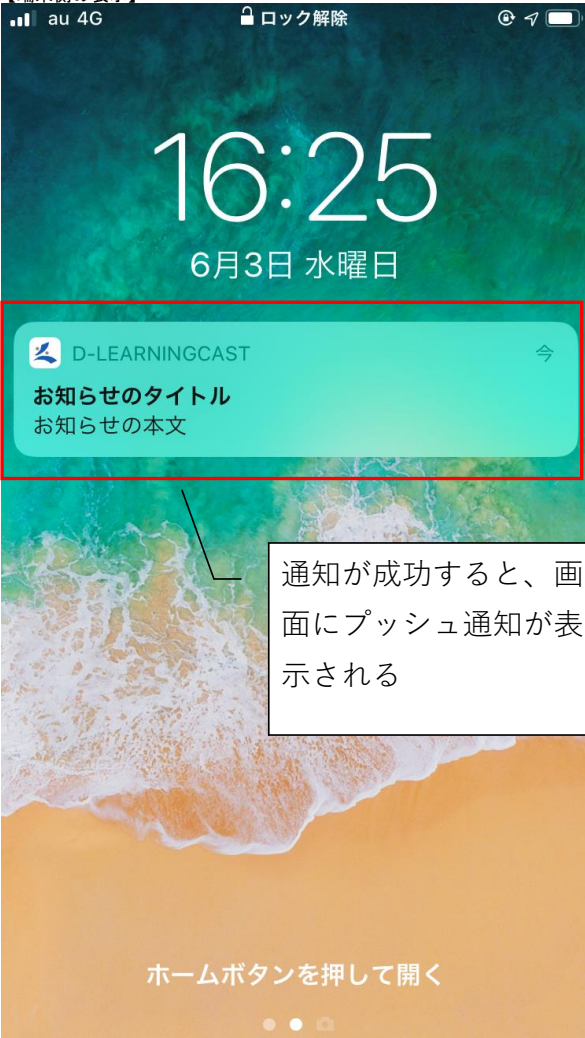 au 4G
ロック解除
16:25
6月3日 水曜日
D-LEARNINGCAST
今
お知らせのタイトル
お知らせの本文
通知が成功すると、画
面にプッシュ通知が表
示される
ホームボタンを押して開く